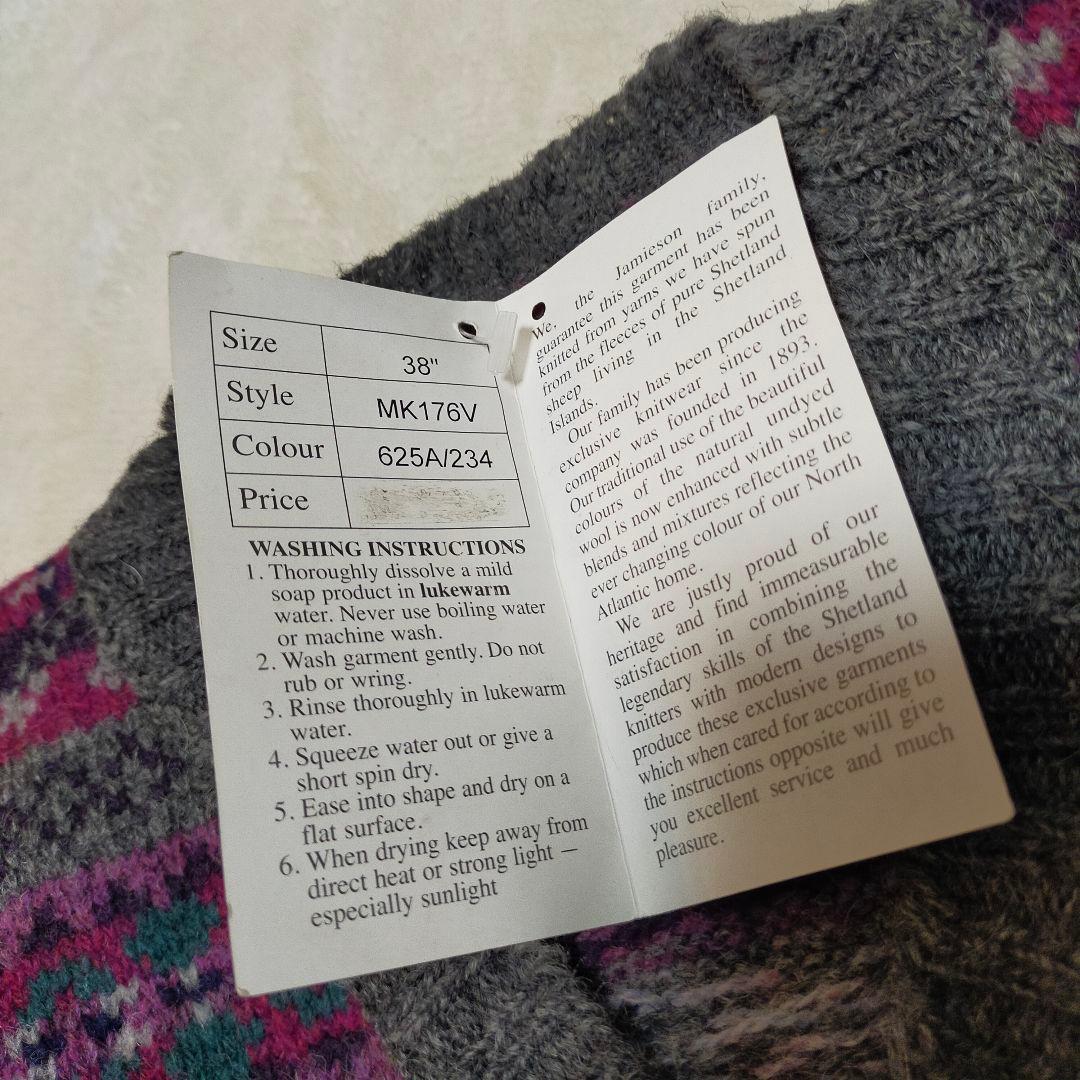 Size 38"
Style MK176V
Colour 625A/234
Price
WASHING INSTRUCTIONS
1. Thoroughly dissolve a mild
soap product in lukewarm
water. Never use boiling water
or machine wash.
2. Wash garment gently. Do not
rub or wring.
3. Rinse thoroughly in lukewarm
water.
4. Squeeze water out or give a
short spin dry.
5. Ease into shape and dry on a
flat surface.
6. When drying keep away from
direct heat or strong light —
especially sunlight
We, the Jamieson family,
guarantee this garment has been
knitted from yarns we have spun
from the fleeces of pure Shetland
sheep living in the Shetland
Islands.
Our family has been producing
exclusive knitwear since the
company was founded in 1893.
Our traditional use of the beautiful
colours of the natural undyed
wool is now enhanced with subtle
blends and mixtures reflecting the
ever changing colour of our North
Atlantic home.
We are justly proud of our
heritage and find immeasurable
satisfaction in combining the
legendary skills of the Shetland
knitters with modern designs to
produce these exclusive garments
which when cared for according to
the instructions opposite will give
you excellent service and much
pleasure.